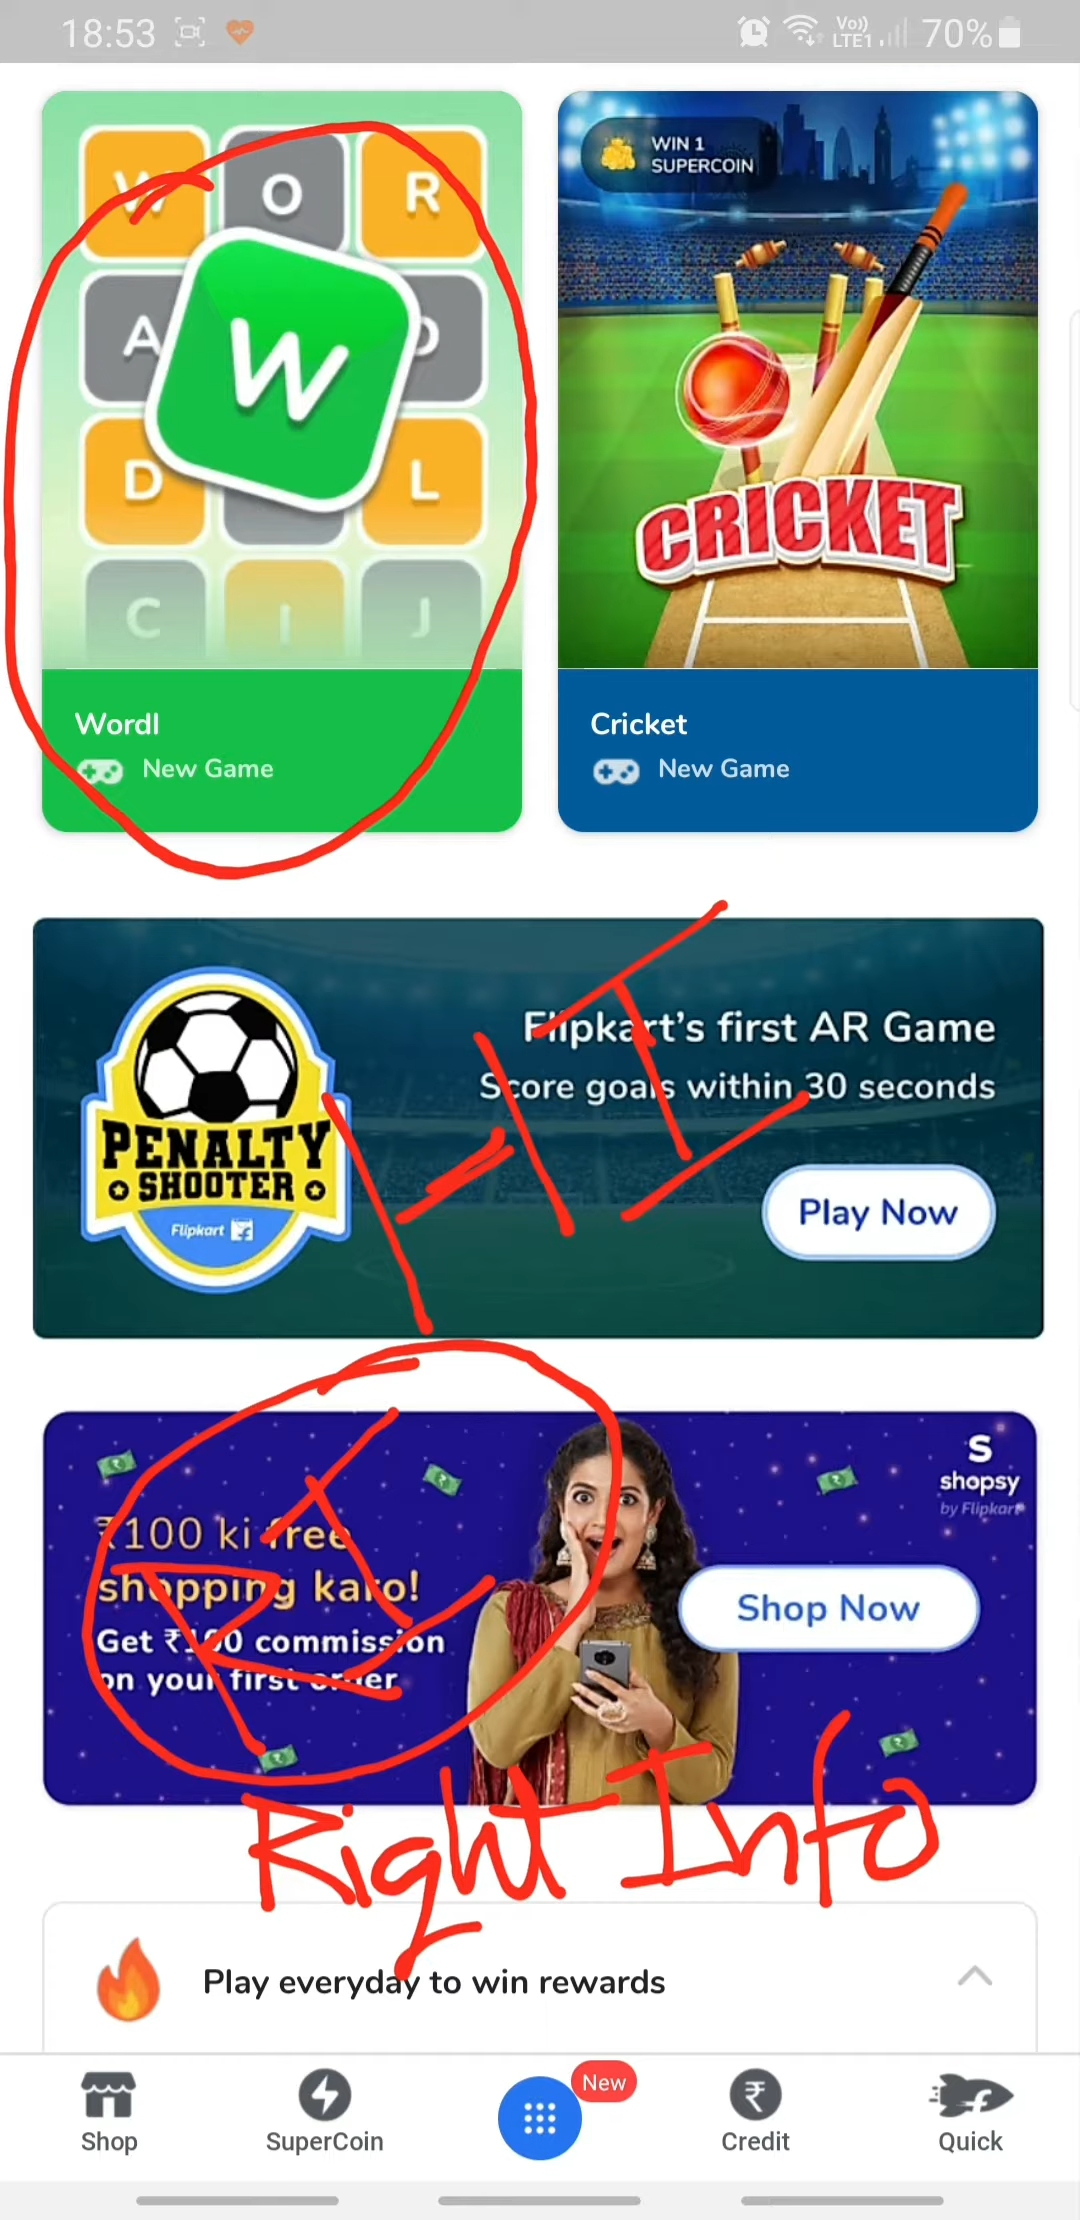 18:53 Vo)) LTE1 70%
W O R
A D
W
D L
C I J
WIN 1
SUPERCOIN
CRICKET
Wordl
New Game
Cricket
New Game
HI
Flipkart's first AR Game
Score goals within 30 seconds
PENALTY
SHOOTER
Flipkart
Play Now
RI
S
shopsy
by Flipkart
₹100 ki free
shopping karo!
Get ₹100 commission
on your first order
Shop Now
Right Info
Play everyday to win rewards
New
Shop SuperCoin Credit Quick